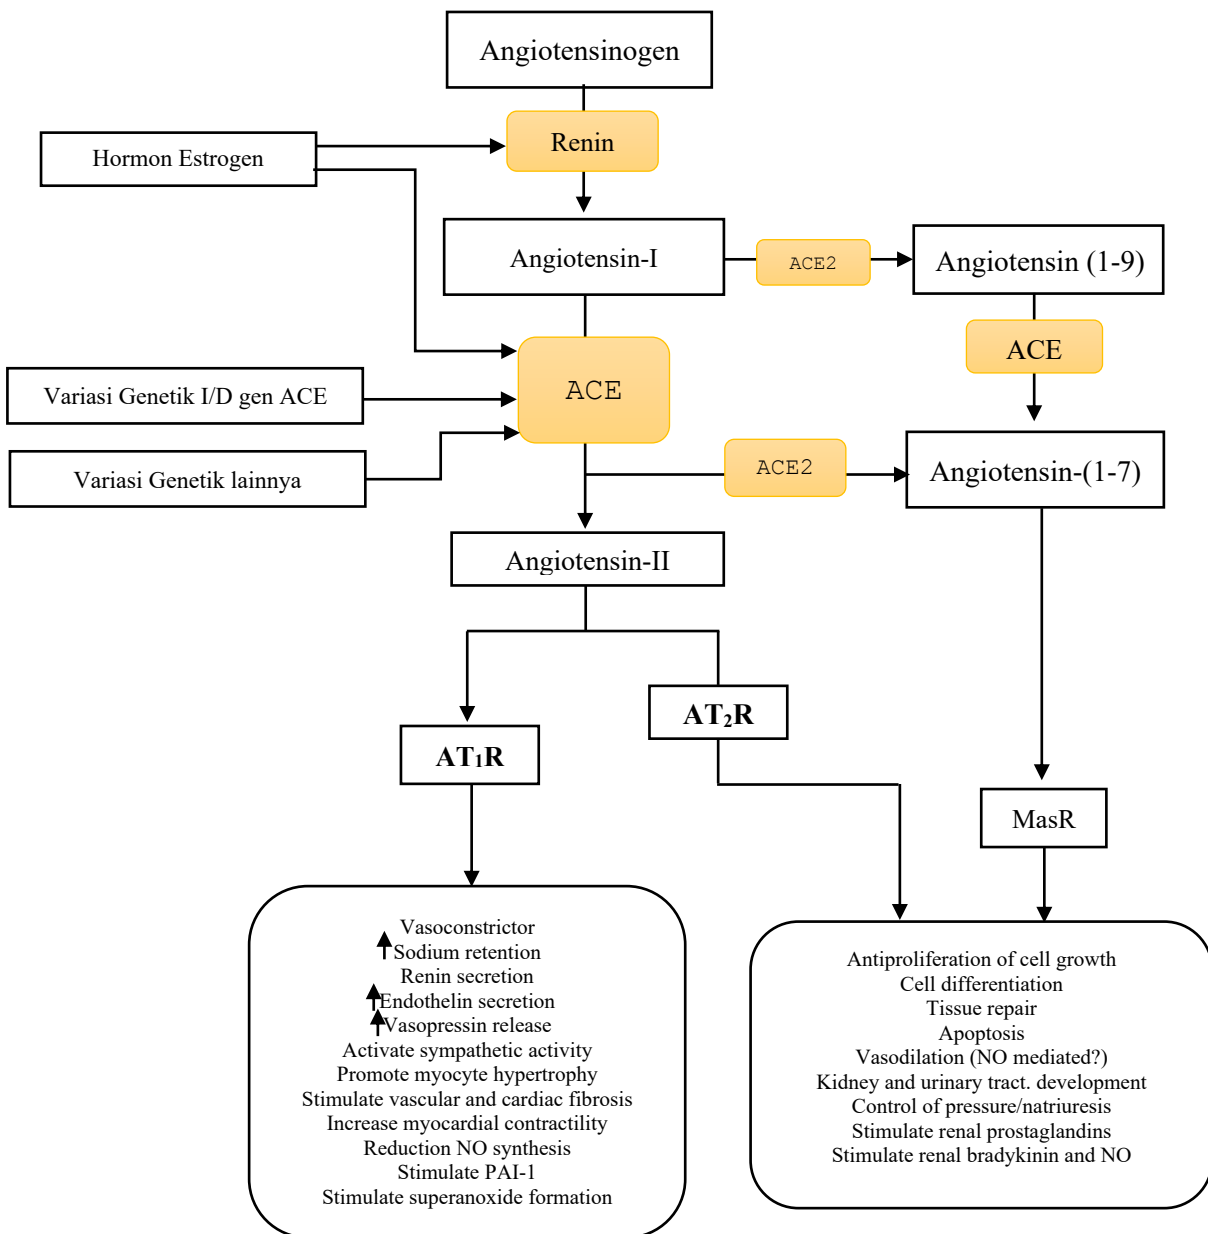 Angiotensinogen
Renin
Hormon Estrogen
Angiotensin-I
ACE2
Angiotensin (1-9)
ACE
ACE
Variasi Genetik I/D gen ACE
Variasi Genetik lainnya
ACE2
Angiotensin-(1-7)
Angiotensin-II
AT₂R
AT₁R
MasR
Vasoconstrictor
Sodium retention
Renin secretion
Endothelin secretion
Vasopressin release
Activate sympathetic activity
Promote myocyte hypertrophy
Stimulate vascular and cardiac fibrosis
Increase myocardial contractility
Reduction NO synthesis
Stimulate PAI-1
Stimulate superanoxide formation
Antiproliferation of cell growth
Cell differentiation
Tissue repair
Apoptosis
Vasodilation (NO mediated?)
Kidney and urinary tract. development
Control of pressure/natriuresis
Stimulate renal prostaglandins
Stimulate renal bradykinin and NO